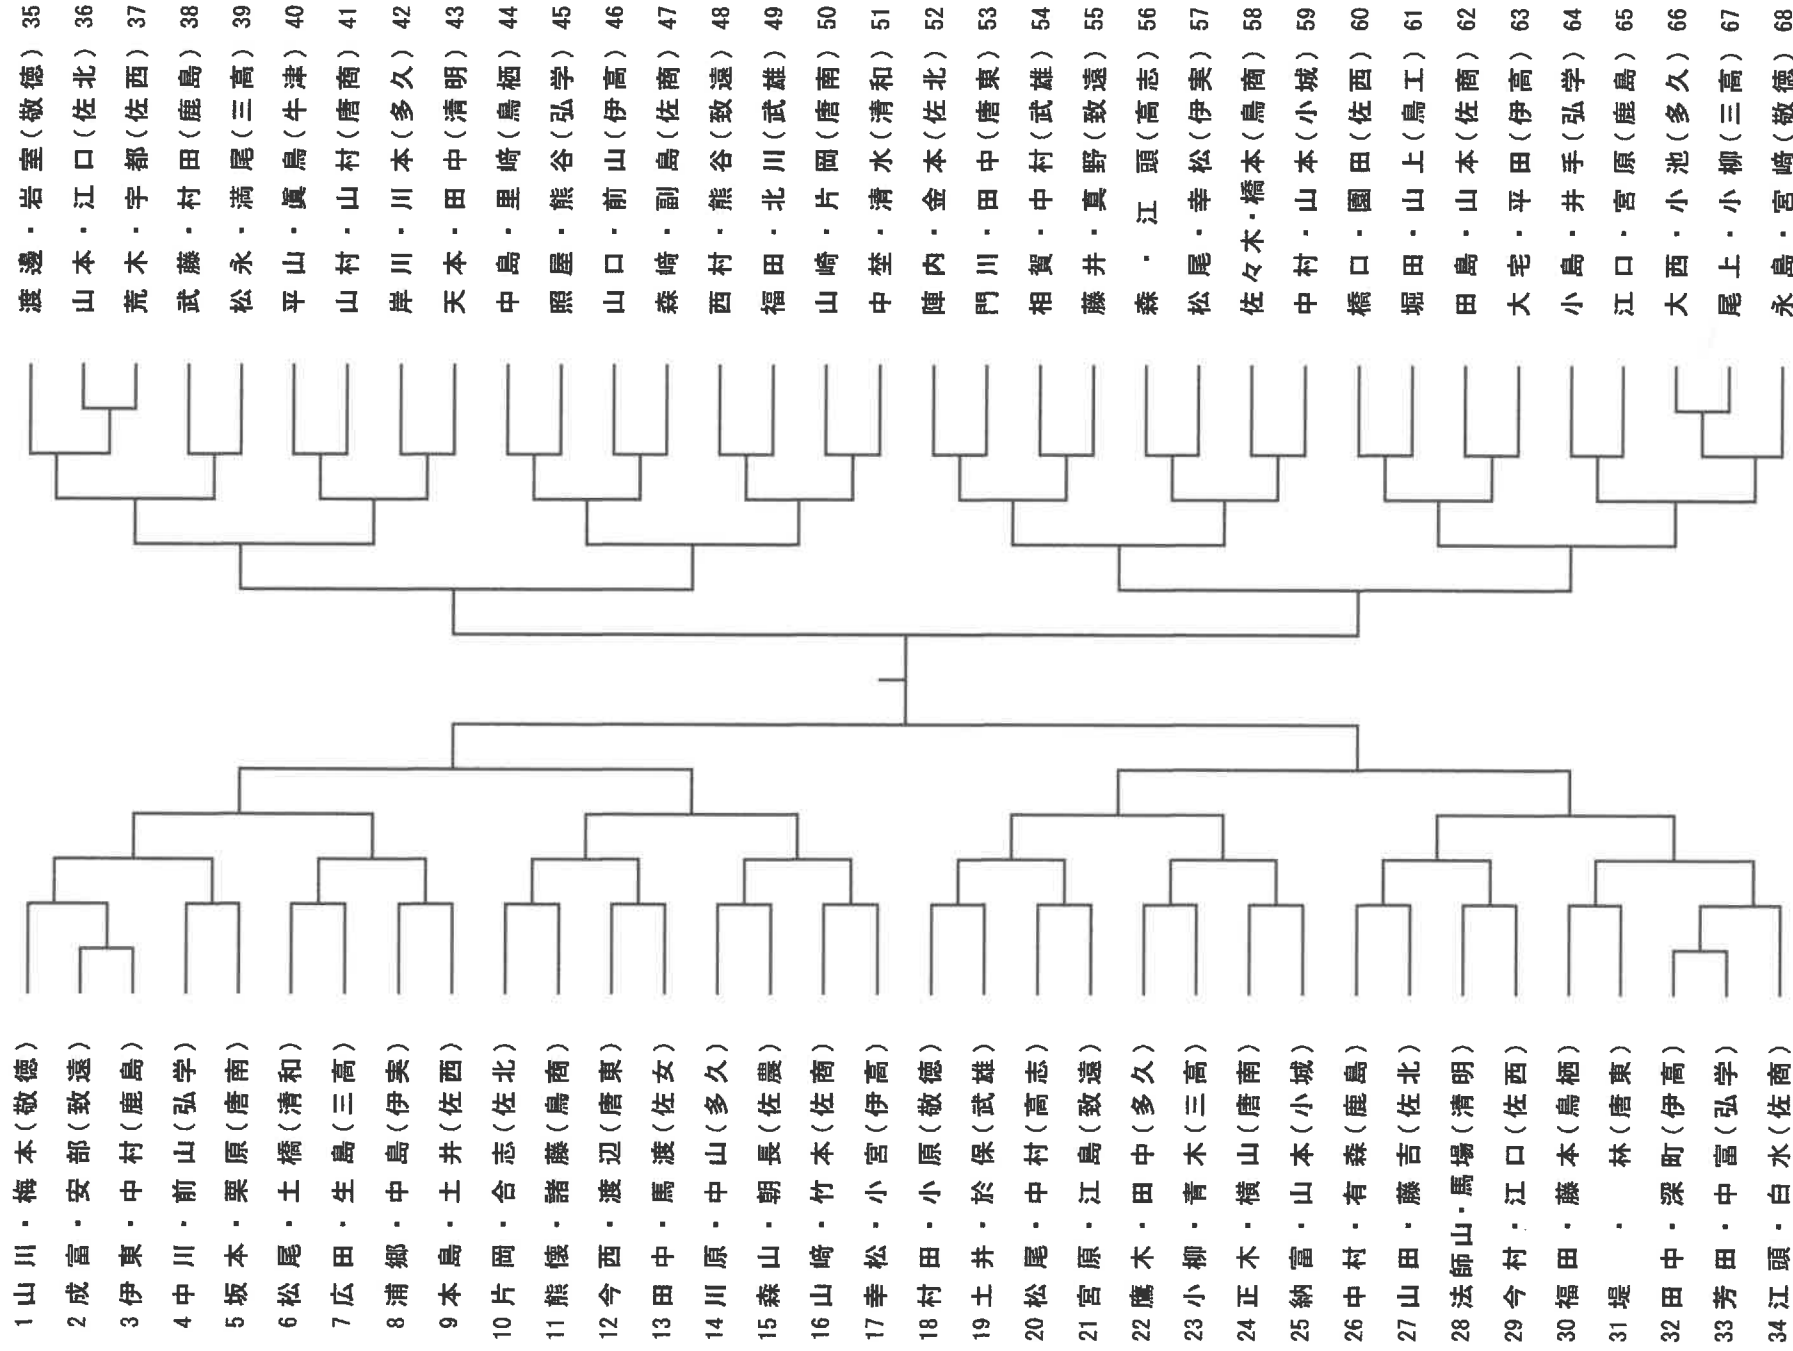 1 山川・梅本(敬徳)
2 成富・安部(致遠)
3 伊東・中村(鹿島)
4 中川・前山(弘学)
5 坂本・栗原(唐南)
6 松尾・土橋(清和)
7 広田・生島(三高)
8 浦郷・中島(伊実)
9 本島・土井(佐西)
10 片岡・合志(佐北)
11 熊懐・諸藤(鳥商)
12 今西・渡辺(唐東)
13 田中・馬渡(佐女)
14 川原・中山(多久)
15 森山・朝長(佐農)
16 山﨑・竹本(佐商)
17 幸松・小宮(伊高)
18 村田・小原(敬徳)
19 土井・於保(武雄)
20 松尾・中村(高志)
21 宮原・江島(致遠)
22 鷹木・田中(多久)
23 小柳・青木(三高)
24 正木・横山(唐南)
25 納富・山本(小城)
26 中村・有森(鹿島)
27 山田・藤吉(佐北)
28 法師山・馬場(清明)
29 今村・江口(佐西)
30 福田・藤本(鳥栖)
31 堤・林(唐東)
32 田中・深町(伊高)
33 芳田・中富(弘学)
34 江頭・白水(佐商)
渡邊・岩室(敬徳) 35
山本・江口(佐北) 36
荒木・宇都(佐西) 37
武藤・村田(鹿島) 38
松永・満尾(三高) 39
平山・眞鳥(牛津) 40
山村・山村(唐商) 41
岸川・川本(多久) 42
天本・田中(清明) 43
中島・里﨑(鳥栖) 44
照屋・熊谷(弘学) 45
山口・前山(伊高) 46
森﨑・副島(佐商) 47
西村・熊谷(致遠) 48
福田・北川(武雄) 49
山崎・片岡(唐南) 50
中埜・清水(清和) 51
陣内・金本(佐北) 52
門川・田中(唐東) 53
相賀・中村(武雄) 54
藤井・真野(致遠) 55
森・江頭(高志) 56
松尾・幸松(伊実) 57
佐々木・橋本(鳥商) 58
中村・山本(小城) 59
橋口・園田(佐西) 60
堀田・山上(鳥工) 61
田島・山本(佐商) 62
大宅・平田(伊高) 63
小島・井手(弘学) 64
江口・宮原(鹿島) 65
大西・小池(多久) 66
尾上・小柳(三高) 67
永島・宮﨑(敬徳) 68